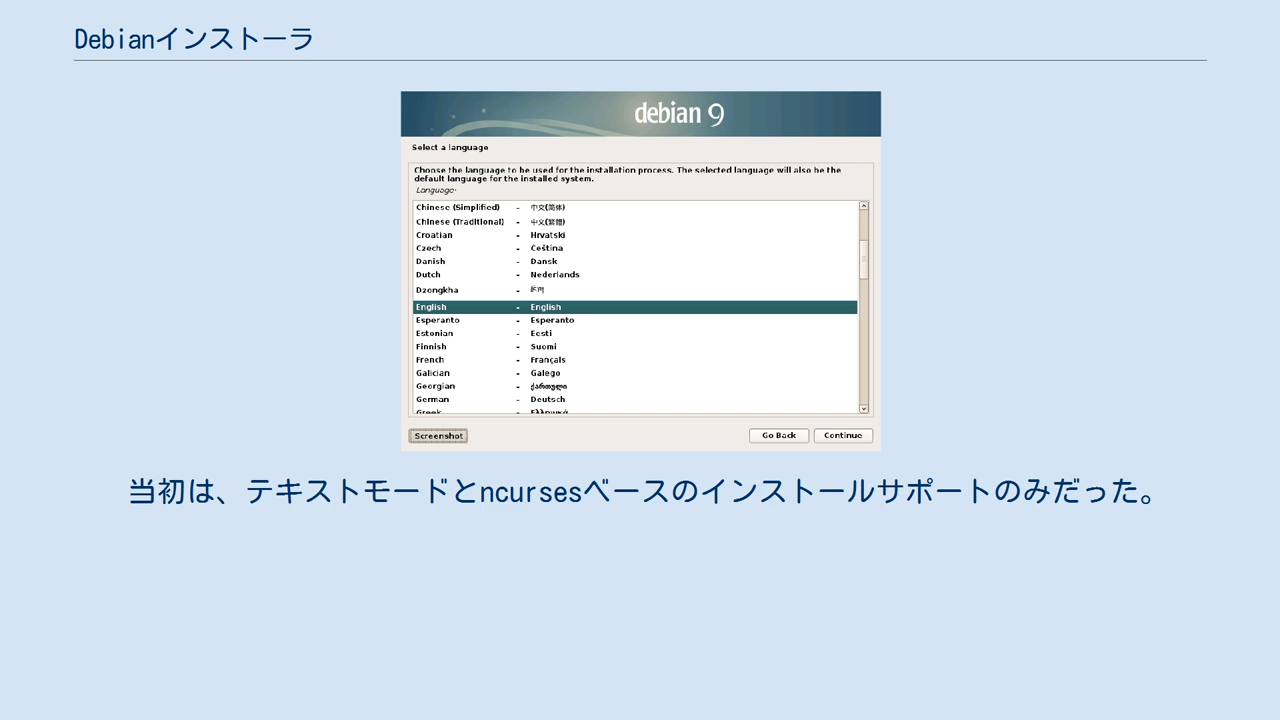 Debianインストーラ
debian 9
Select a language
Choose the language to be used for the installation process. The selected language will also be the
default language for the installed system.
Language:
Chinese (Simplified) - 中文(简体)
Chinese (Traditional) - 中文(繁體)
Croatian - Hrvatski
Czech - Čeština
Danish - Dansk
Dutch - Nederlands
Dzongkha -
English - English
Esperanto - Esperanto
Estonian - Eesti
Finnish - Suomi
French - Français
Galician - Galego
Georgian - ქართული
German - Deutsch
Greek - Ελληνικά
Screenshot Go Back Continue
当初は、テキストモードとncursesベースのインストールサポートのみだった。